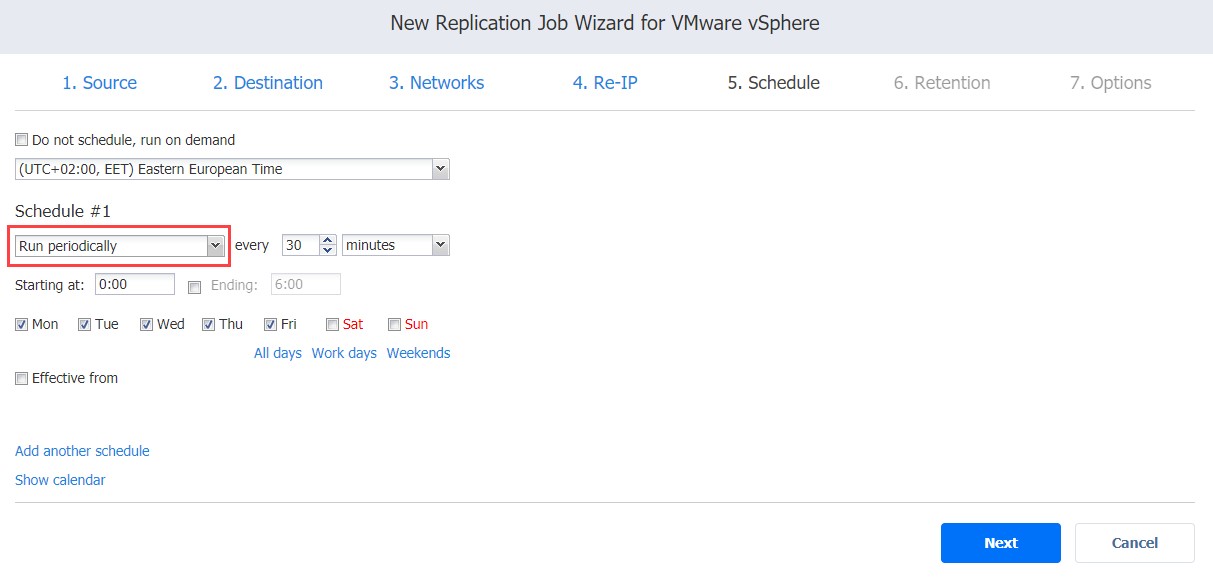 New Replication Job Wizard for VMware vSphere
1. Source 2. Destination 3. Networks 4. Re-IP 5. Schedule 6. Retention 7. Options
Do not schedule, run on demand
(UTC+02:00, EET) Eastern European Time
Schedule #1
Run periodically every 30 minutes
Starting at: 0:00 Ending: 6:00
Mon Tue Wed Thu Fri Sat Sun
All days Work days Weekends
Effective from
Add another schedule
Show calendar
Next Cancel